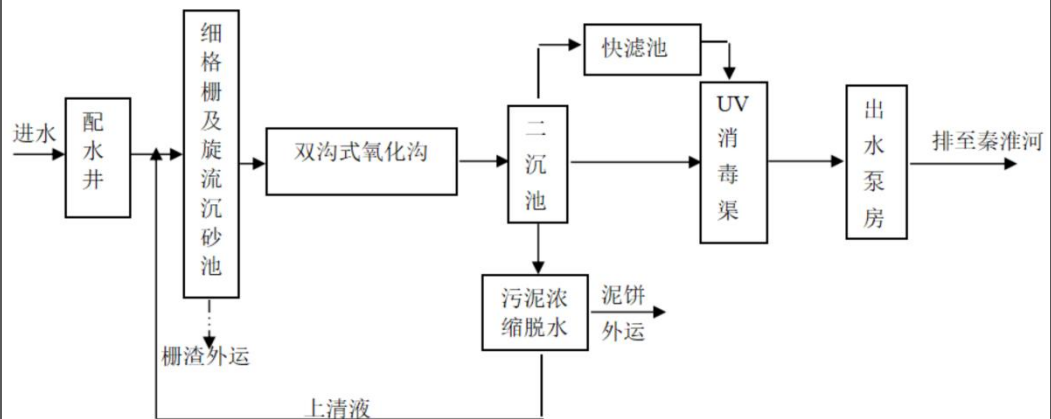 进水
配水井
细格栅及旋流沉砂池
栅渣外运
双沟式氧化沟
二沉池
快滤池
UV
消毒渠
出水泵房
排至秦淮河
污泥浓
缩脱水
泥饼
外运
上清液